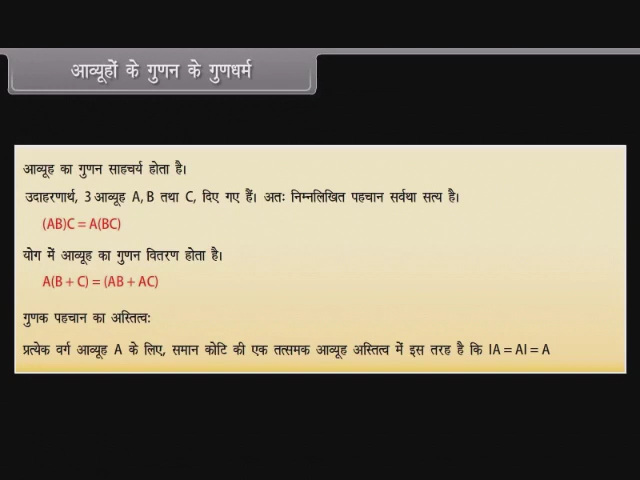 आव्यूहों के गुणन के गुणधर्म
आव्यूह का गुणन साहचर्य होता है।
उदाहरणार्थ, 3 आव्यूह A, B तथा C, दिए गए हैं। अतः निम्नलिखित पहचान सर्वथा सत्य है।
(AB)C = A(BC)
योग में आव्यूह का गुणन वितरण होता है।
A(B + C) = (AB + AC)
गुणक पहचान का अस्तित्वः
प्रत्येक वर्ग आव्यूह A के लिए, समान कोटि की एक तत्समक आव्यूह अस्तित्व में इस तरह है कि IA = AI = A